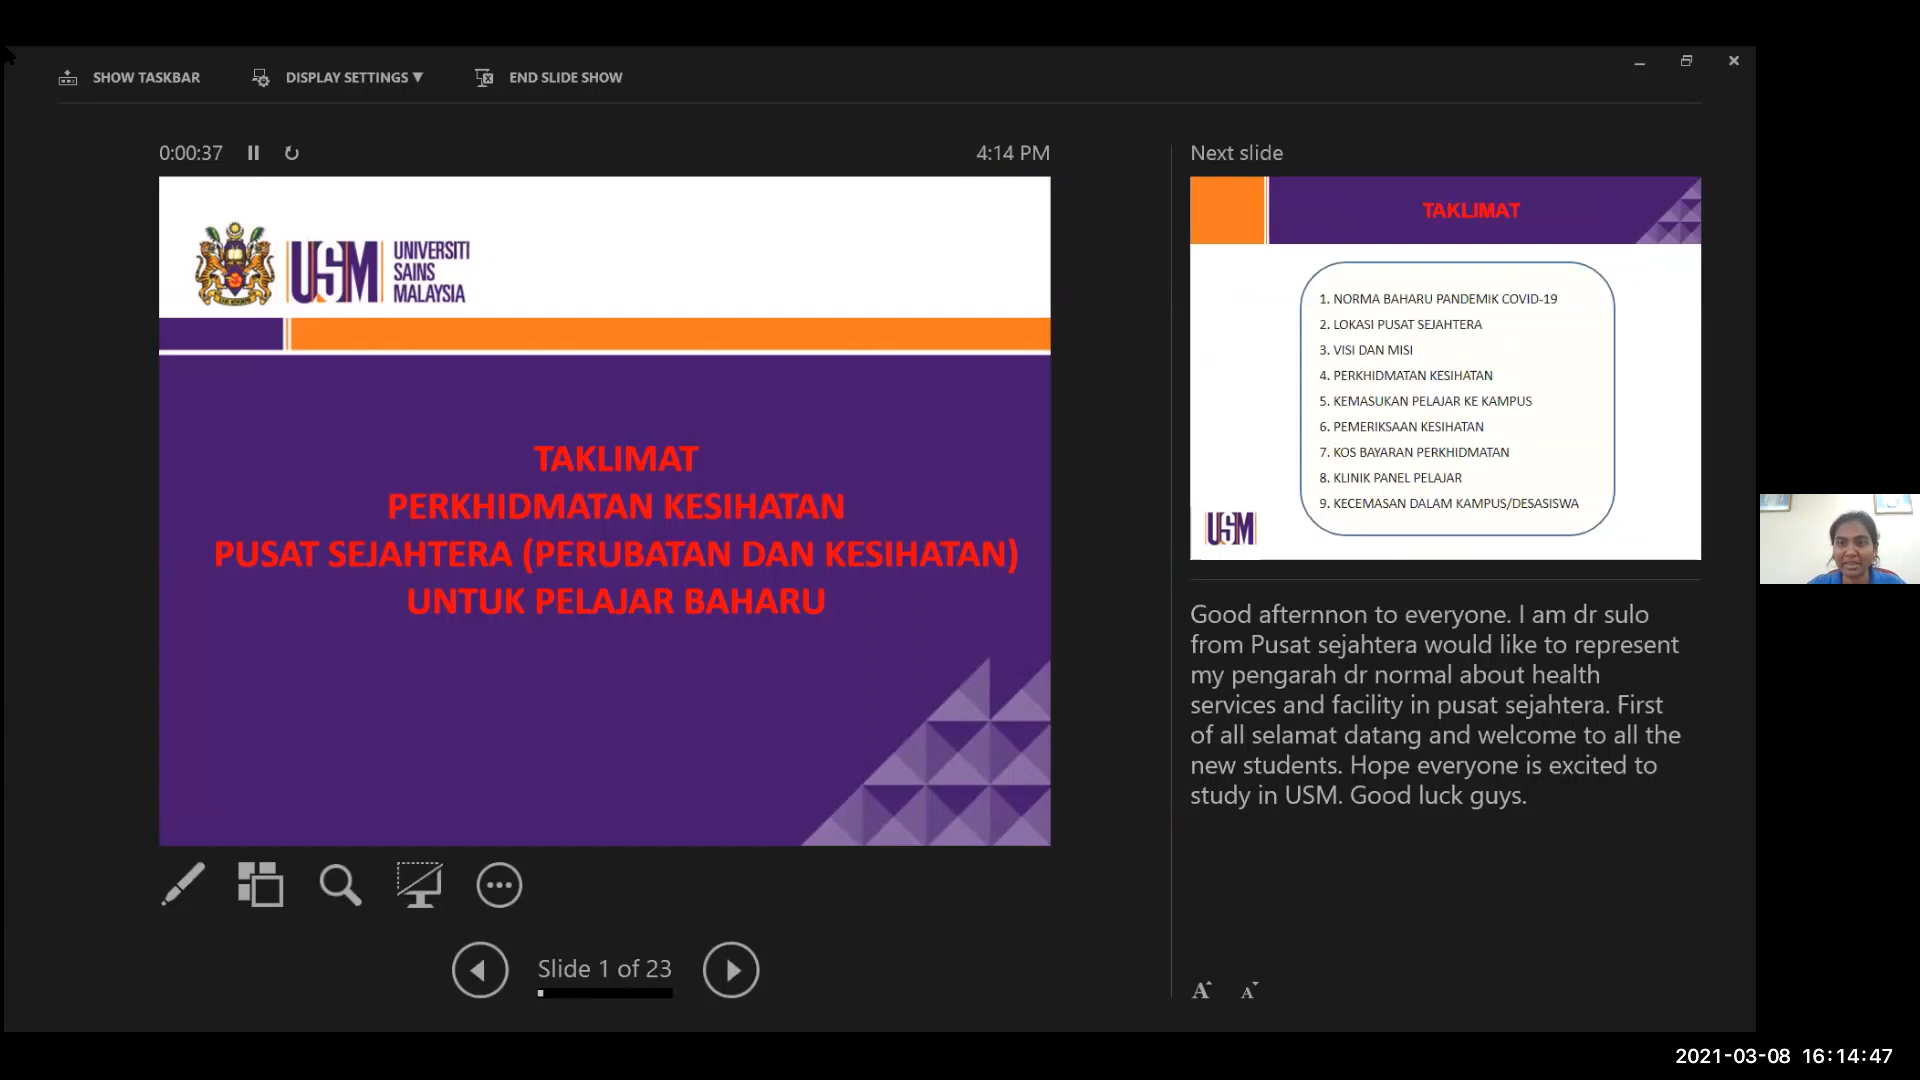 SHOW TASKBAR
DISPLAY SETTINGS ▼
END SLIDE SHOW
0:00:37
4:14 PM
USM
UNIVERSITI
SAINS
MALAYSIA
TAKLIMAT
PERKHIDMATAN KESIHATAN
PUSAT SEJAHTERA (PERUBATAN DAN KESIHATAN)
UNTUK PELAJAR BAHARU
Slide 1 of 23
Next slide
TAKLIMAT
1. NORMA BAHARU PANDEMIK COVID-19
2. LOKASI PUSAT SEJAHTERA
3. VISI DAN MISI
4. PERKHIDMATAN KESIHATAN
5. KEMASUKAN PELAJAR KE KAMPUS
6. PEMERIKSAAN KESIHATAN
7. KOS BAYARAN PERKHIDMATAN
8. KLINIK PANEL PELAJAR
9. KECEMASAN DALAM KAMPUS/DESASISWA
USM
Good afternnon to everyone. I am dr sulo
from Pusat sejahtera would like to represent
my pengarah dr normal about health
services and facility in pusat sejahtera. First
of all selamat datang and welcome to all the
new students. Hope everyone is excited to
study in USM. Good luck guys.
A A
2021-03-08 16:14:47